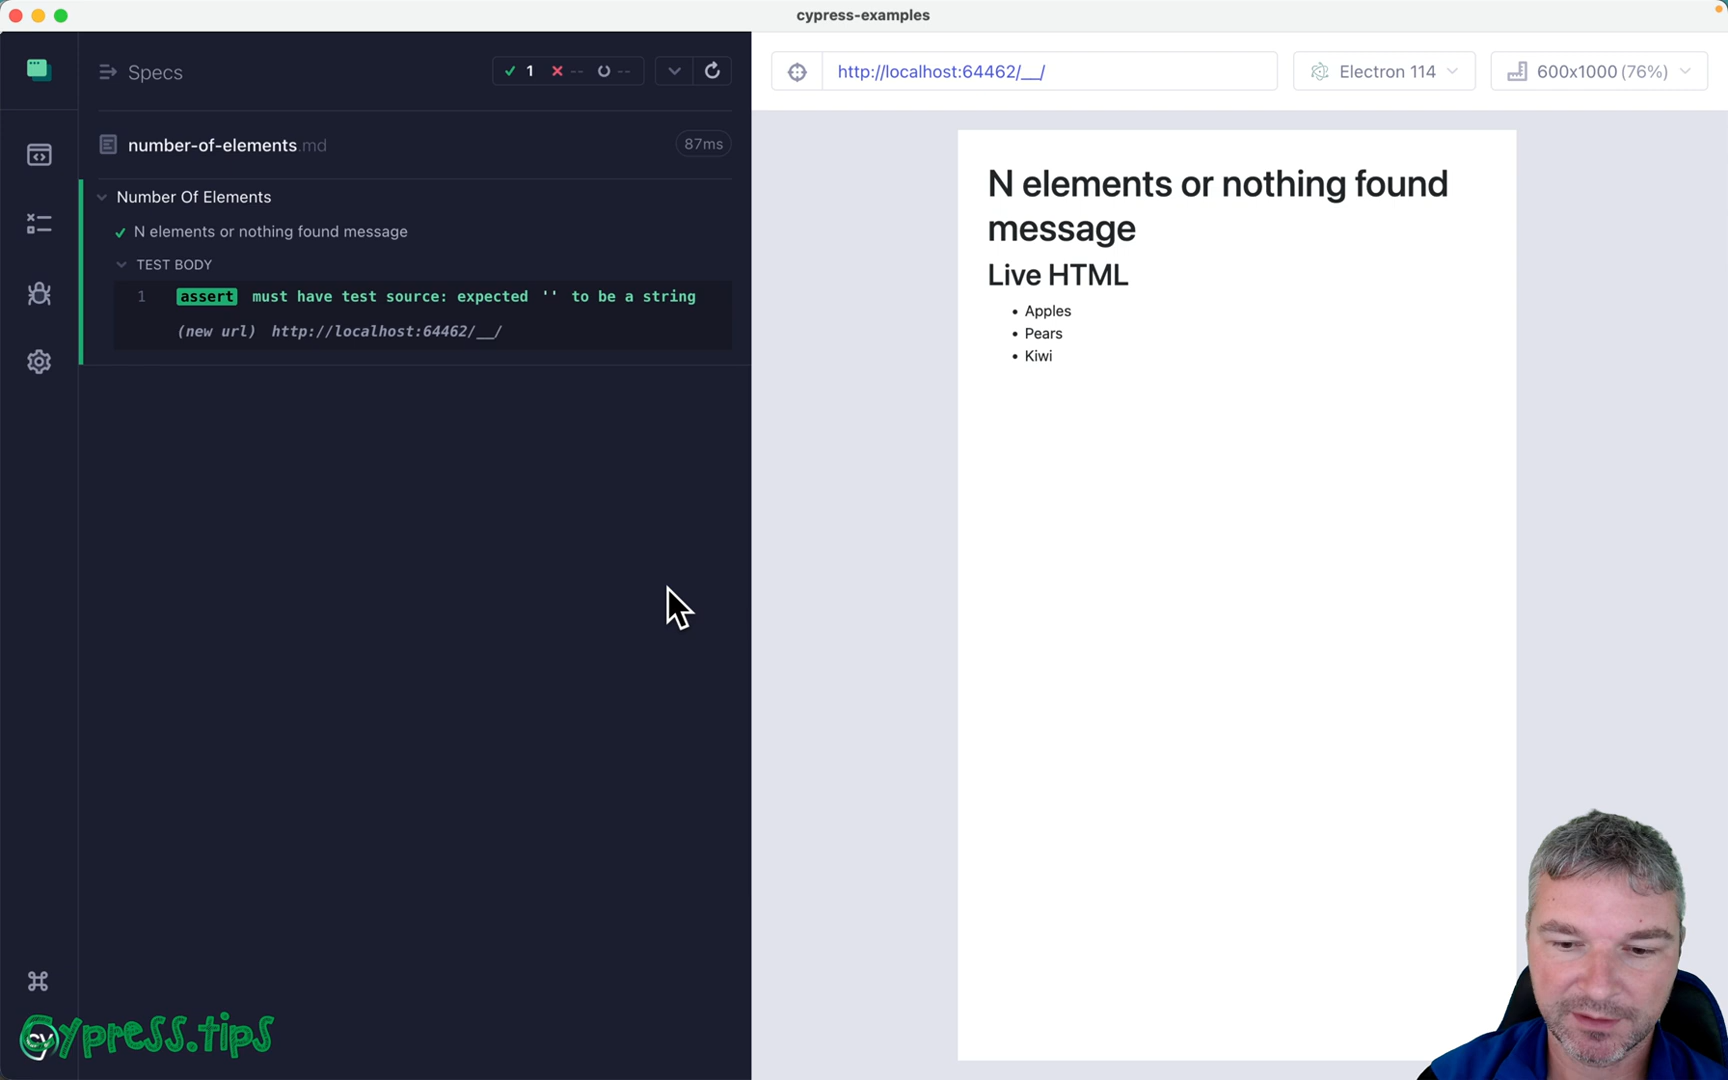 cypress-examples
Specs
1 -- --
http://localhost:64462/__/
Electron 114
600x1000 (76%)
number-of-elements.md
87ms
Number Of Elements
N elements or nothing found message
TEST BODY
1 assert must have test source: expected '' to be a string
(new url) http://localhost:64462/__/
N elements or nothing found
message
Live HTML
• Apples
• Pears
• Kiwi
cy
Cypress.tips